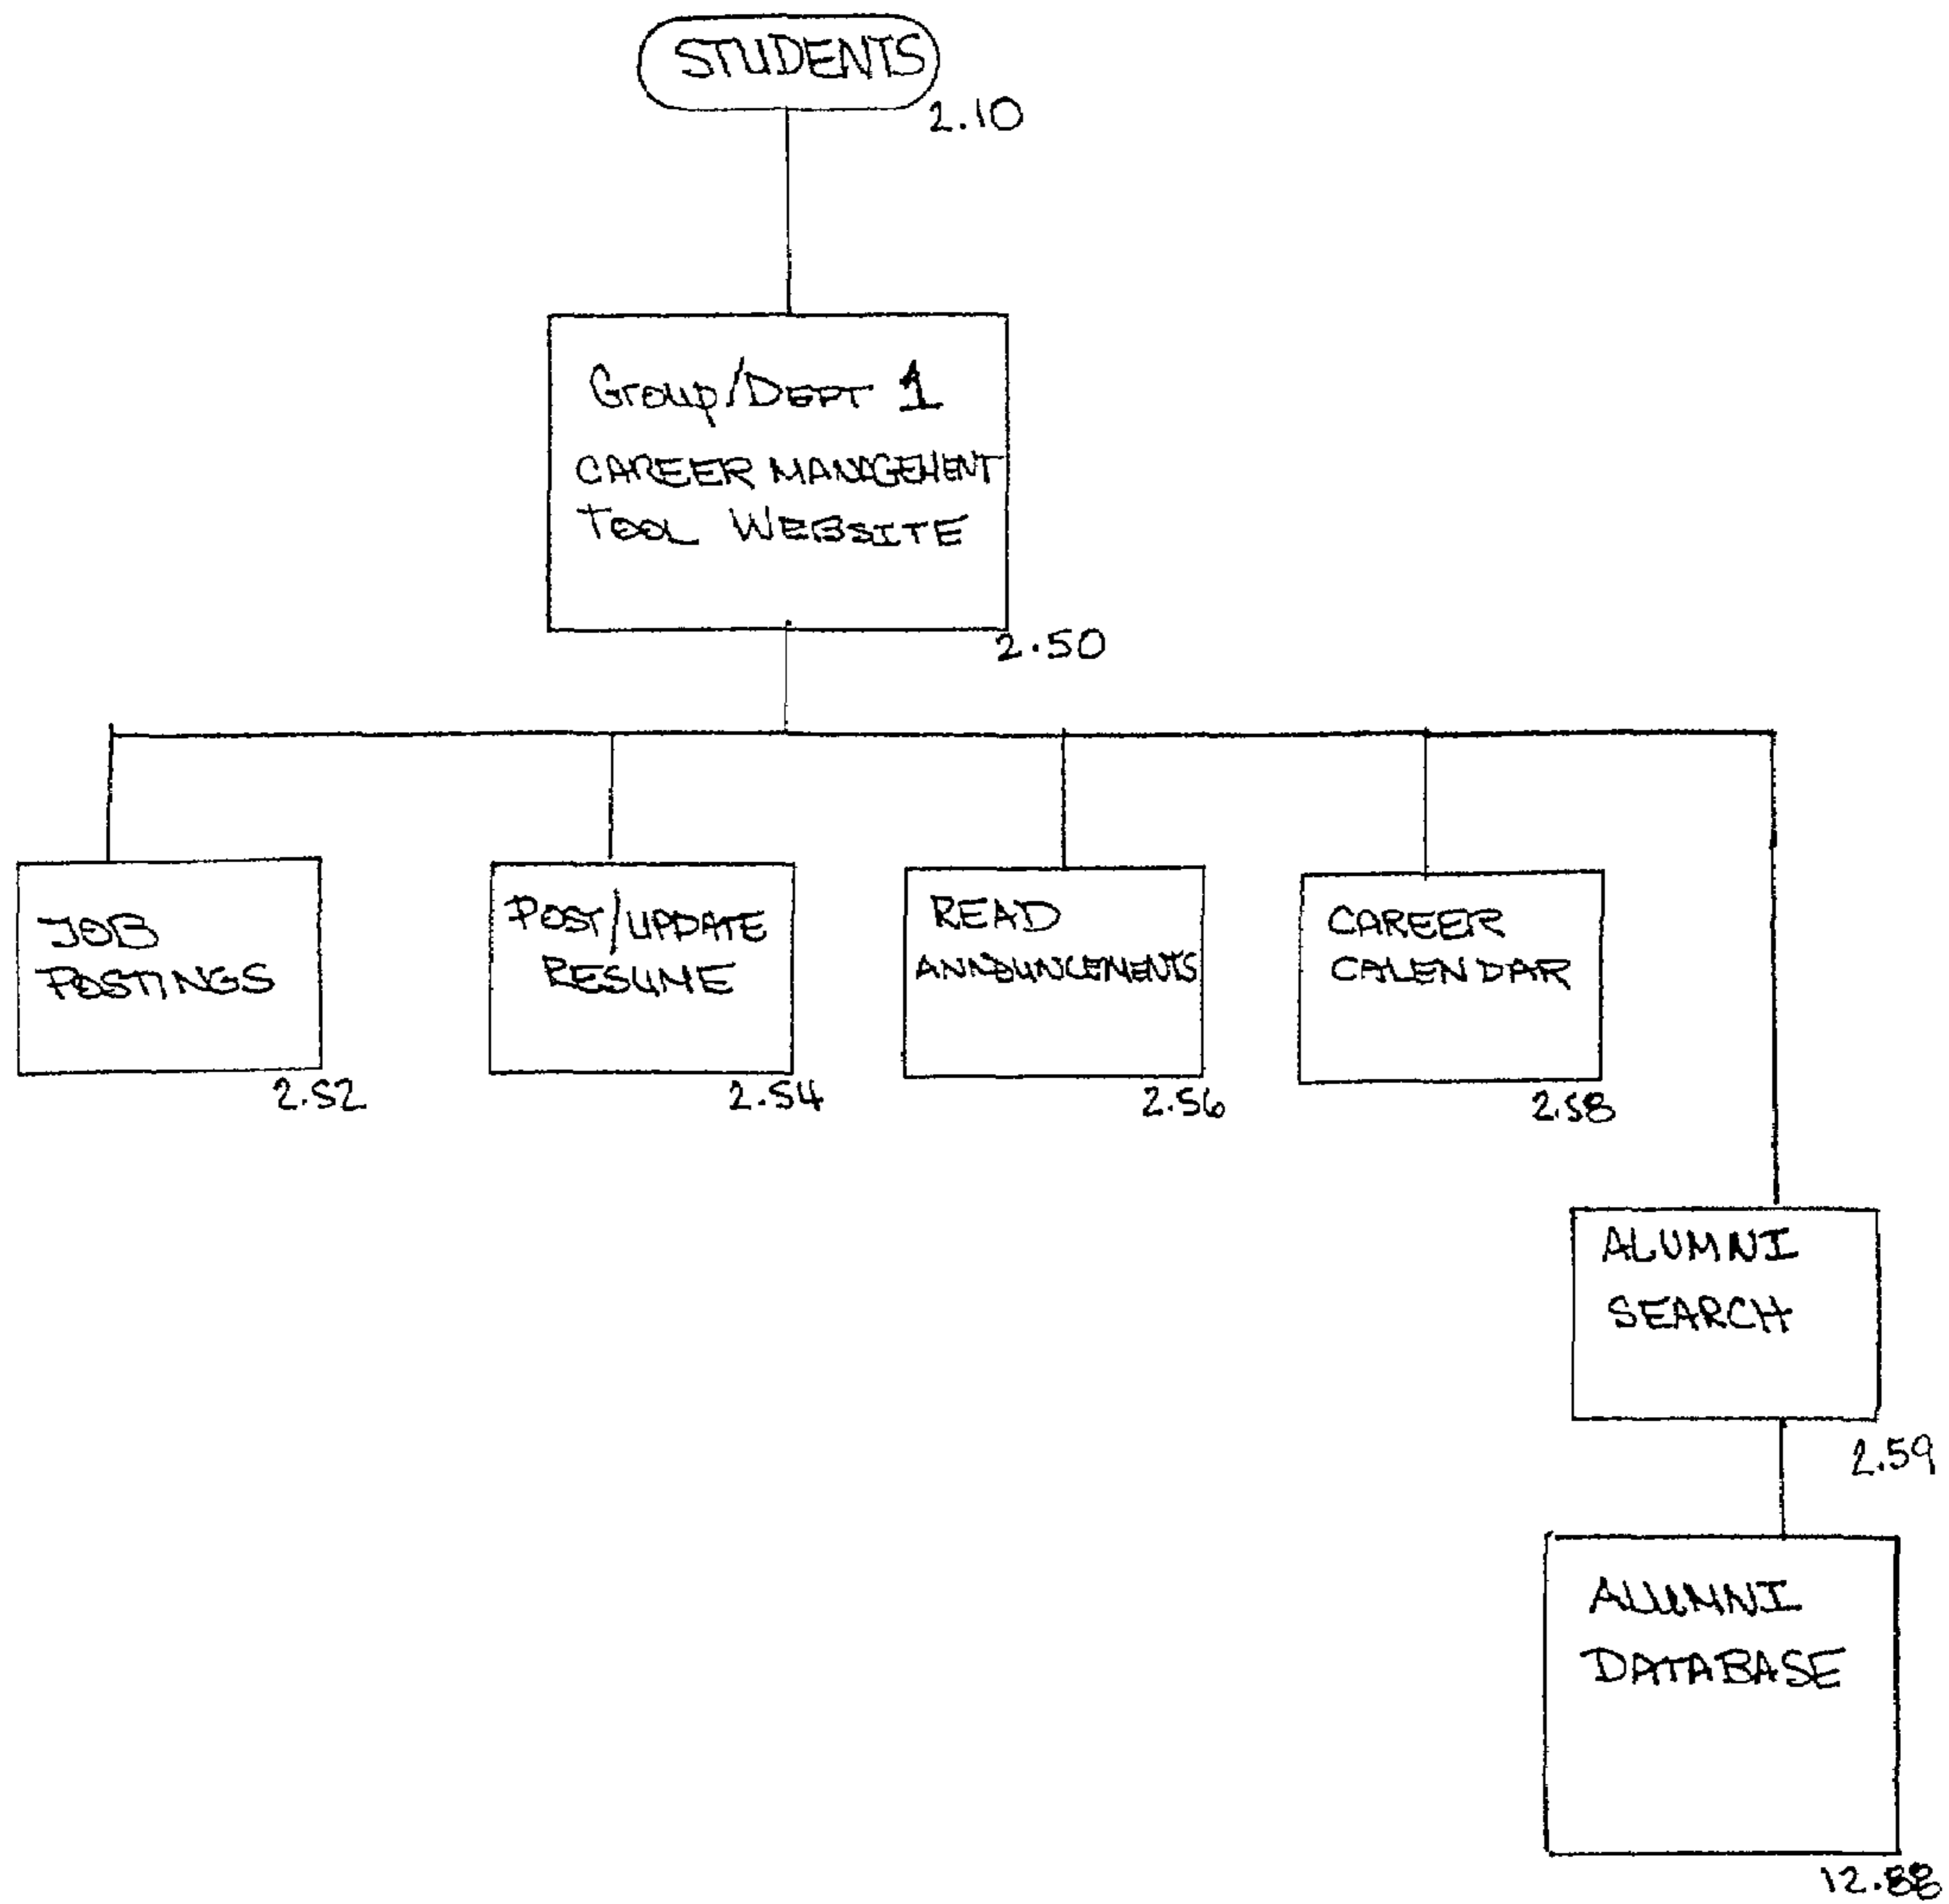 STUDENTS
2.10
Group/DEPT 1
CAREER MANAGEMENT
TOOL WEBSITE
2.50
JOB
POSTINGS
2.52
POST/UPDATE
RESUME
2.54
READ
ANNOUNCEMENTS
2.56
CAREER
CALENDAR
2.58
ALUMNI
SEARCH
2.59
ALUMNI
DATABASE
12.88